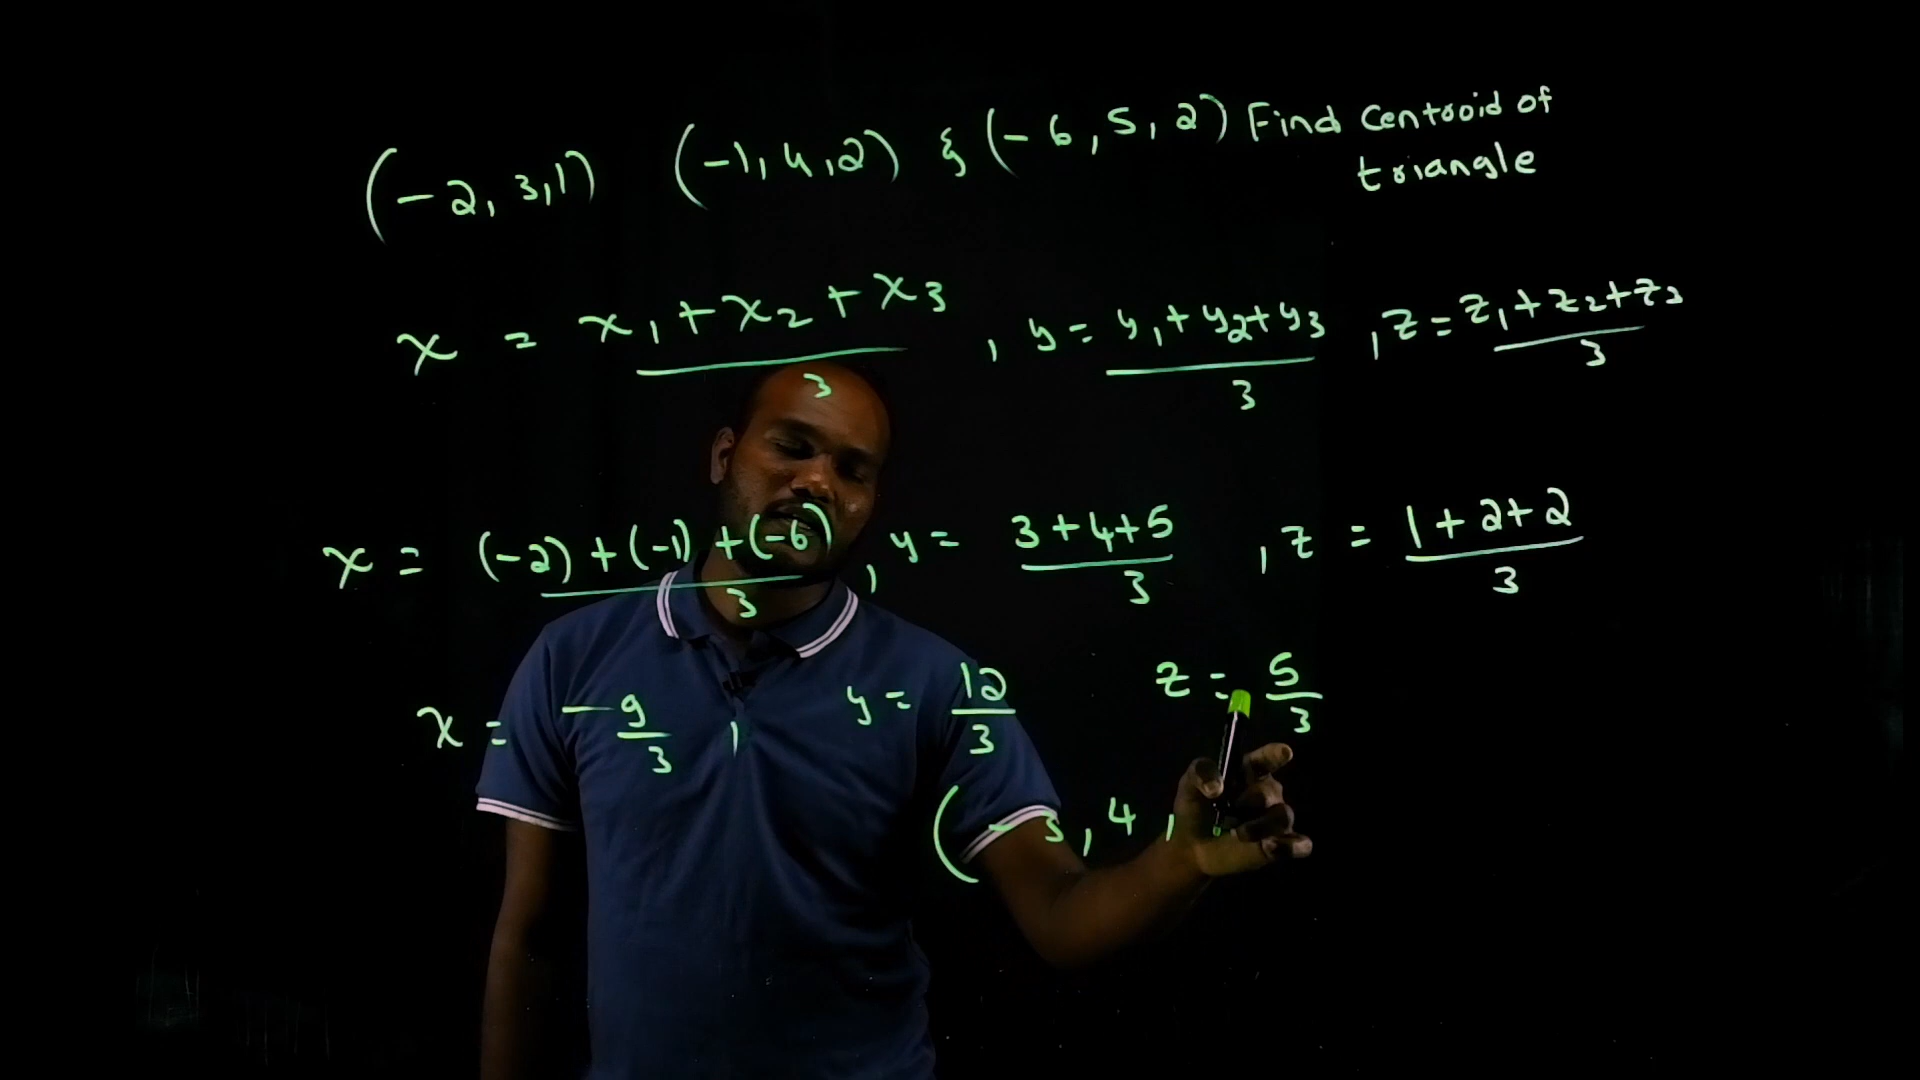 (-2, 3, 1) (-1, 4, 2) & (-6, 5, 2) Find Centroid of
triangle
x = x₁ + x₂ + x₃ / 3 , y = y₁ + y₂ + y₃ / 3 , z = z₁ + z₂ + z₃ / 3
x = (-2) + (-1) + (-6) / 3 , y = 3 + 4 + 5 / 3 , z = 1 + 2 + 2 / 3
x = -9 / 3 , y = 12 / 3 z = 5 / 3
(-3, 4,